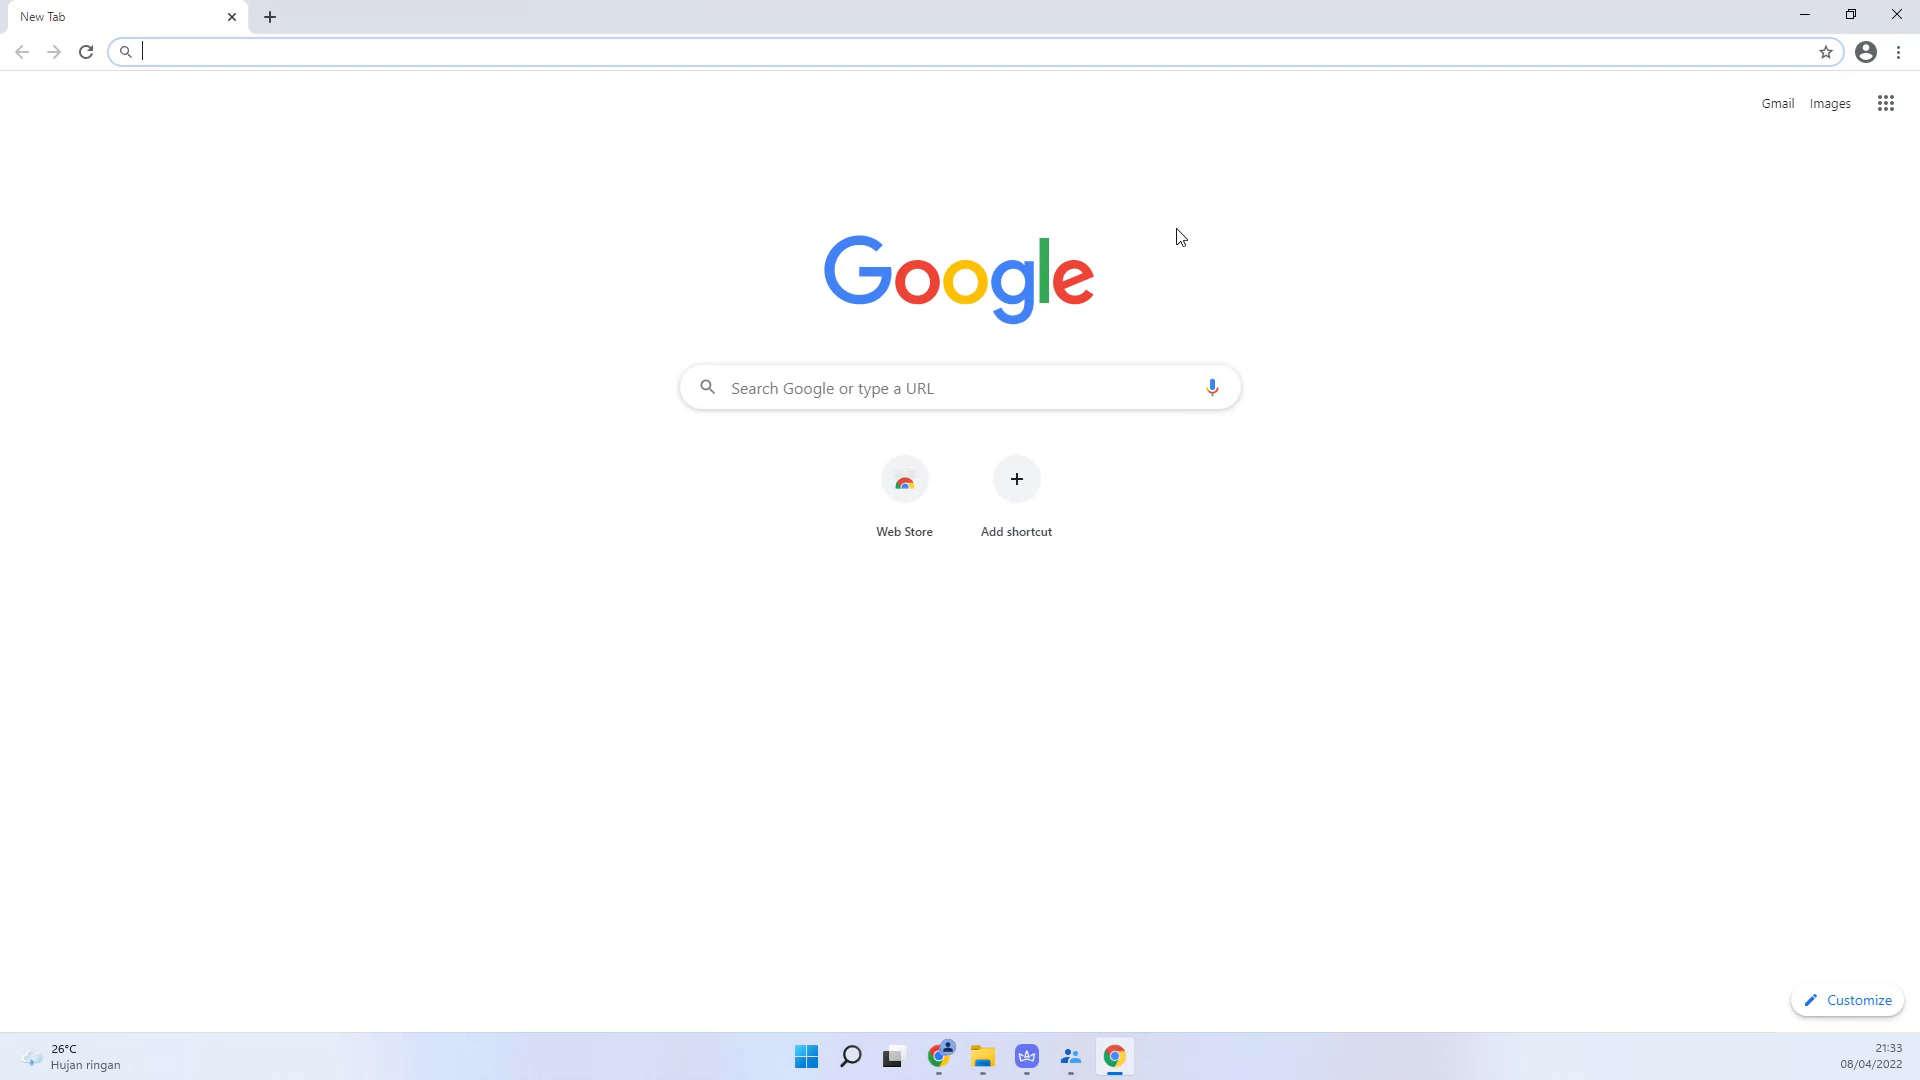 New Tab
Gmail Images
Google
Search Google or type a URL
Web Store Add shortcut
Customize
26°C
Hujan ringan
21:33
08/04/2022